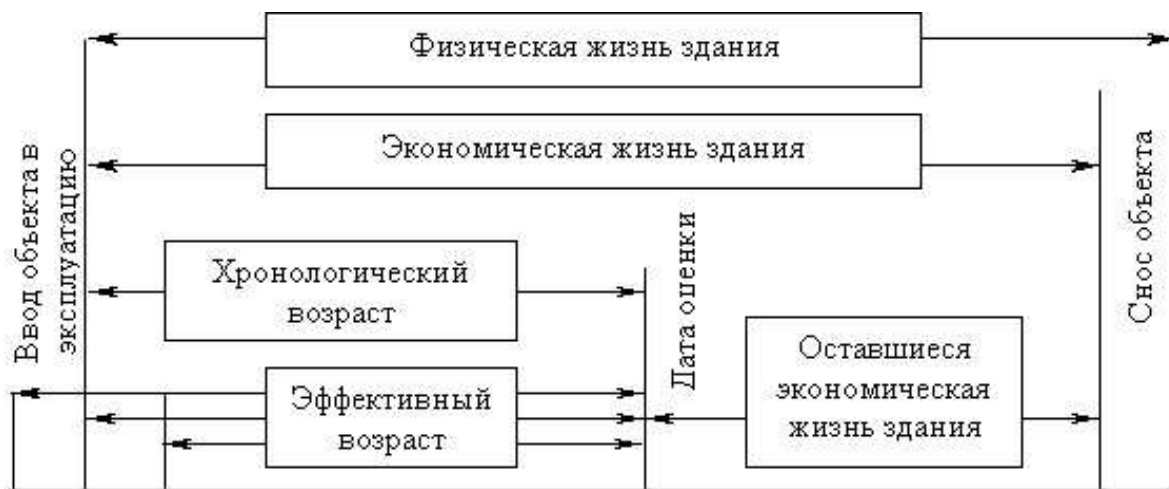 Физическая жизнь здания
Экономическая жизнь здания
Ввод объекта в
эксплуатацию
Хронологический
возраст
Эффективный
возраст
Дата оценки
Оставшиеся
экономическая
жизнь здания
Снос объекта